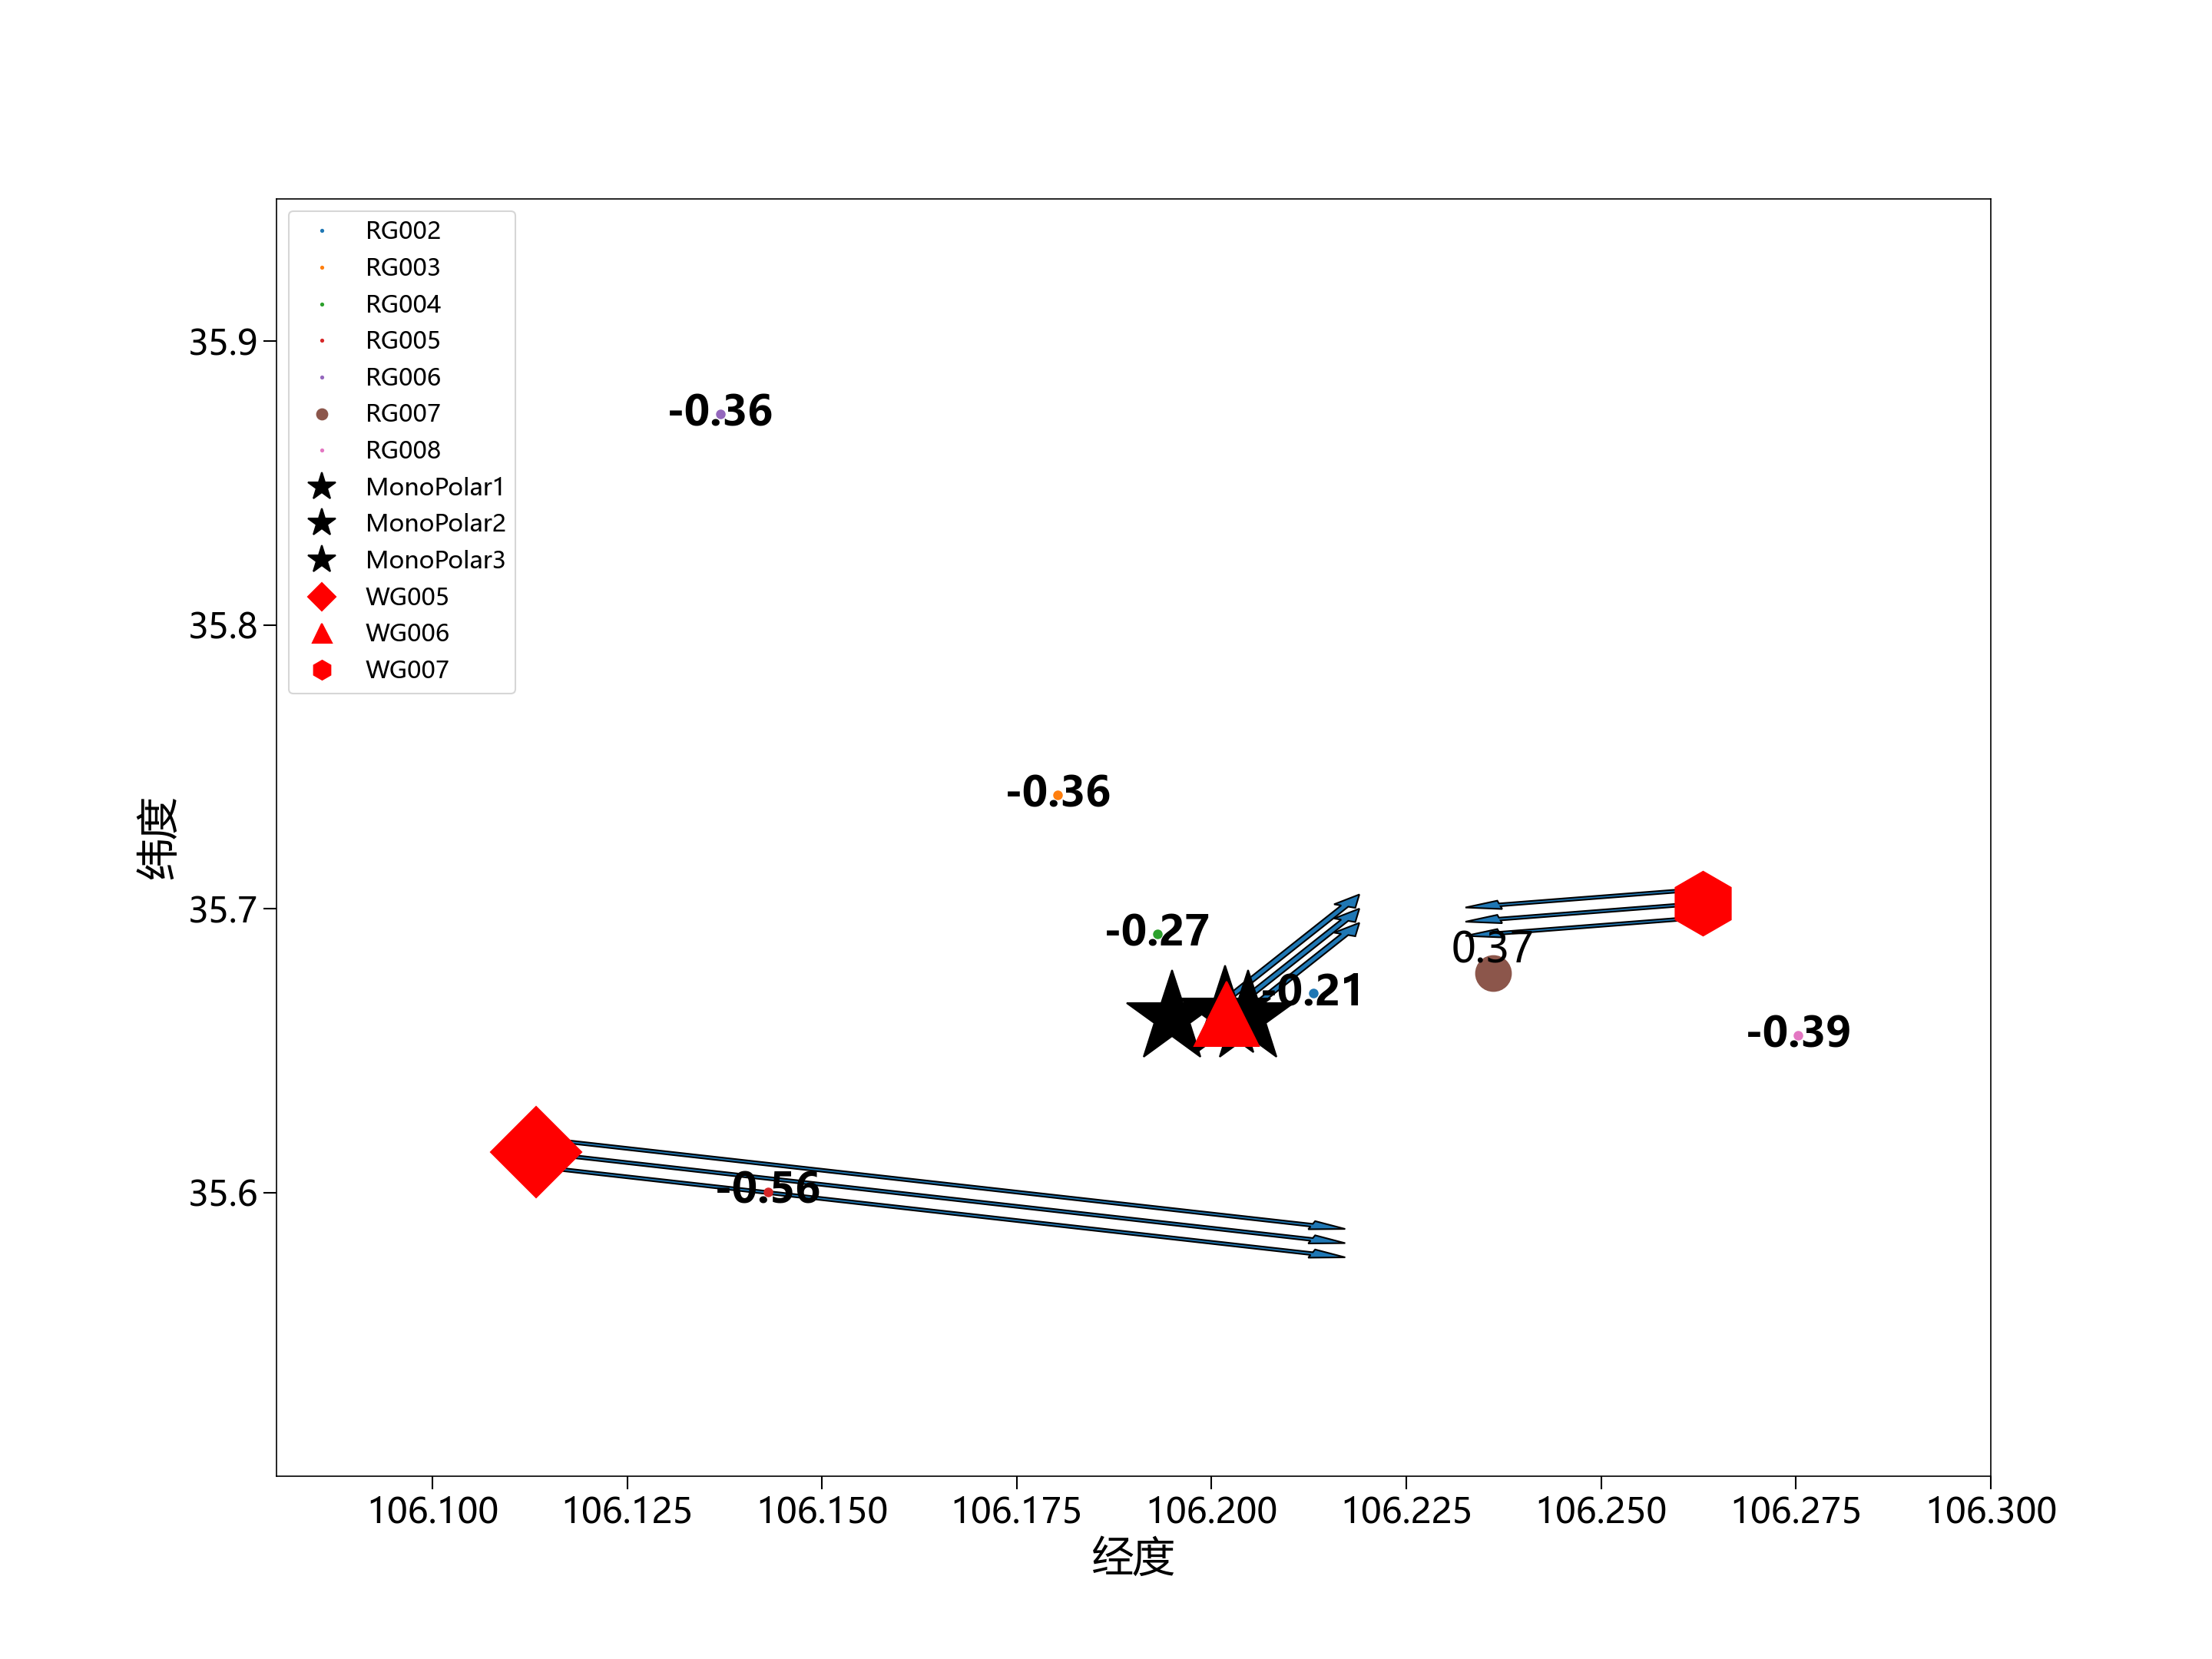 RG002
RG003
RG004
RG005
RG006
RG007
RG008
MonoPolar1
MonoPolar2
MonoPolar3
WG005
WG006
WG007
35.9
35.8
35.7
35.6
纬度
-0.36
-0.36
-0.27
0.37
-0.21
-0.39
-0.56
106.100
106.125
106.150
106.175
106.200
106.225
106.250
106.275
106.300
经度